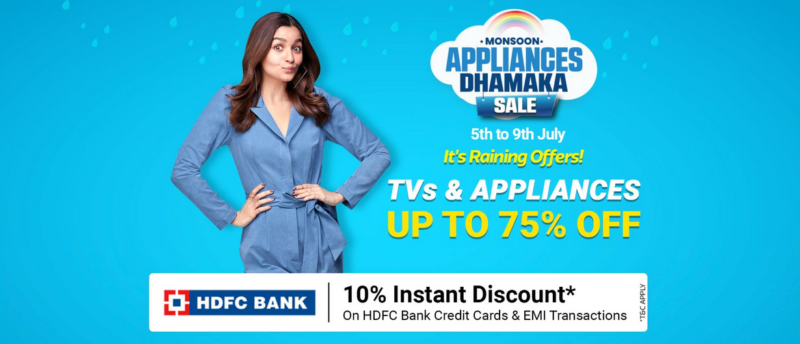 MONSOON
APPLIANCES
DHAMAKA
SALE
5th to 9th July
It's Raining Offers!
TVs & APPLIANCES
UP TO 75% OFF
HDFC BANK
10% Instant Discount*
On HDFC Bank Credit Cards & EMI Transactions
*T&C APPLY